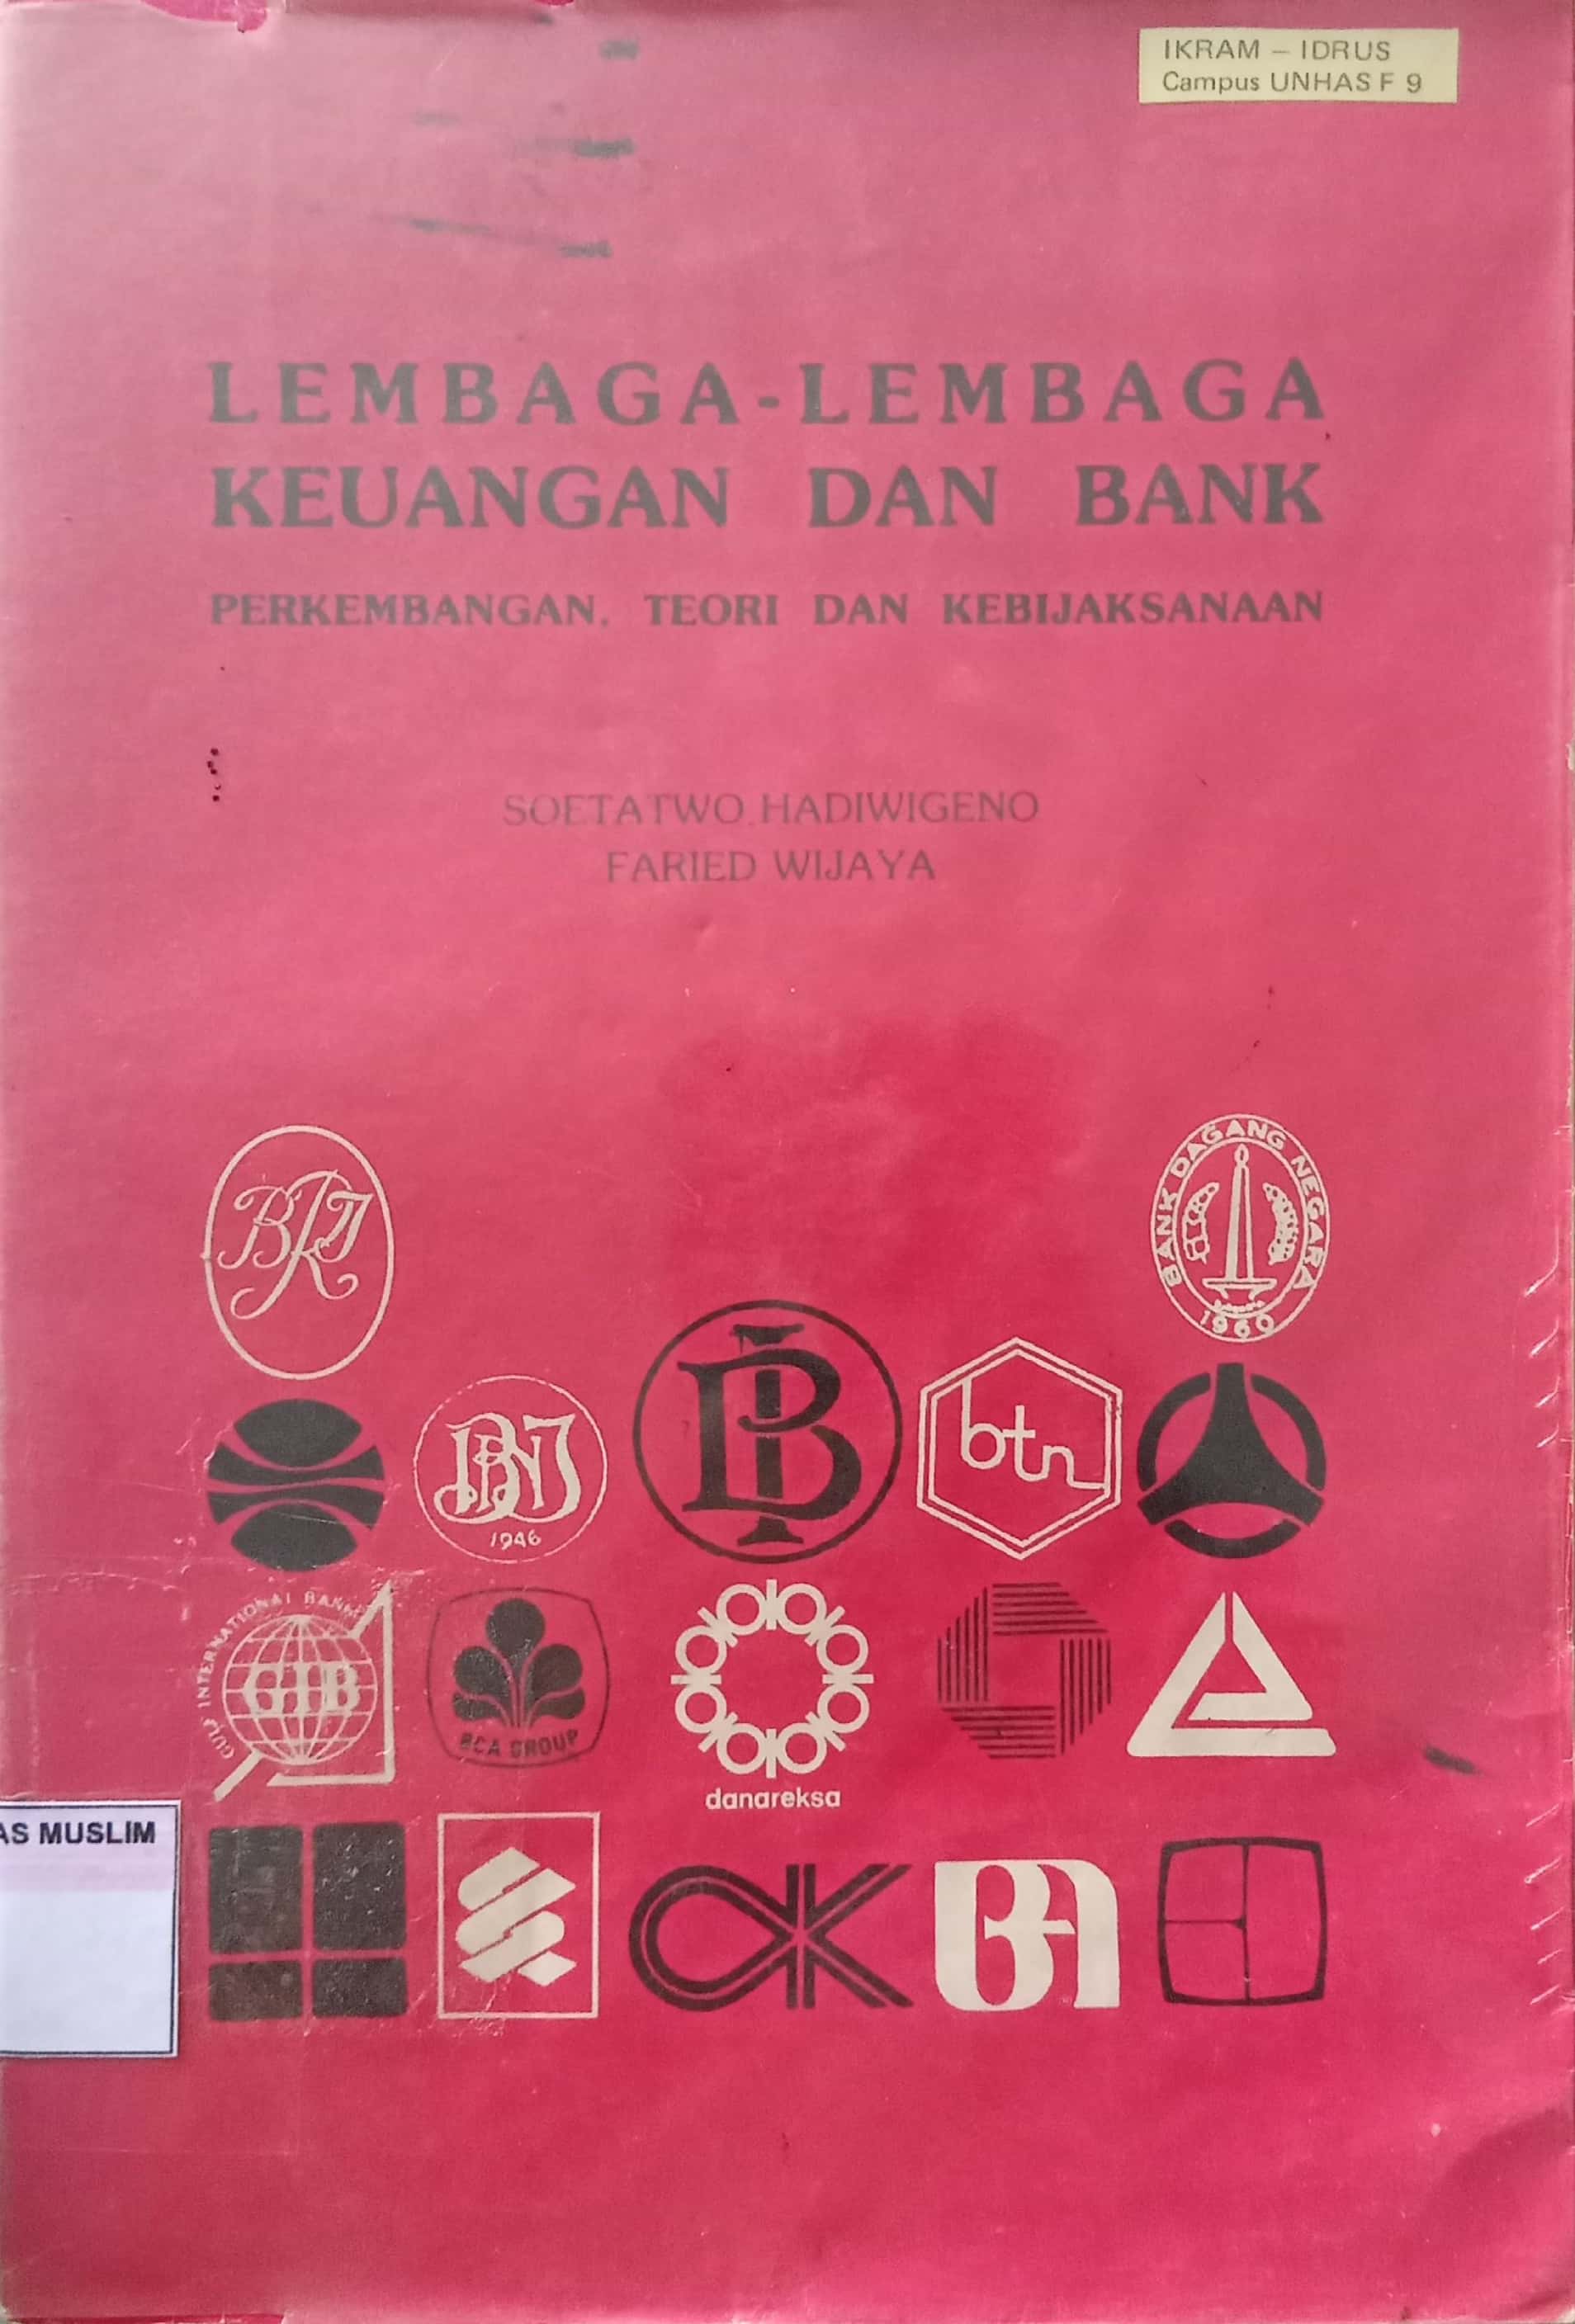 IKRAM – IDRUS
Campus UNHAS F 9
LEMBAGA-LEMBAGA
KEUANGAN DAN BANK
PERKEMBANGAN, TEORI DAN KEBIJAKSANAAN
SOETATWO HADIWIGENO
FARIED WIJAYA
BRI
BANK DAGANG NEGARA
1960
BNI
1946
BI
btn
GULF INTERNATIONAL BANK
GIB
BCA GROUP
danareksa
AS MUSLIM